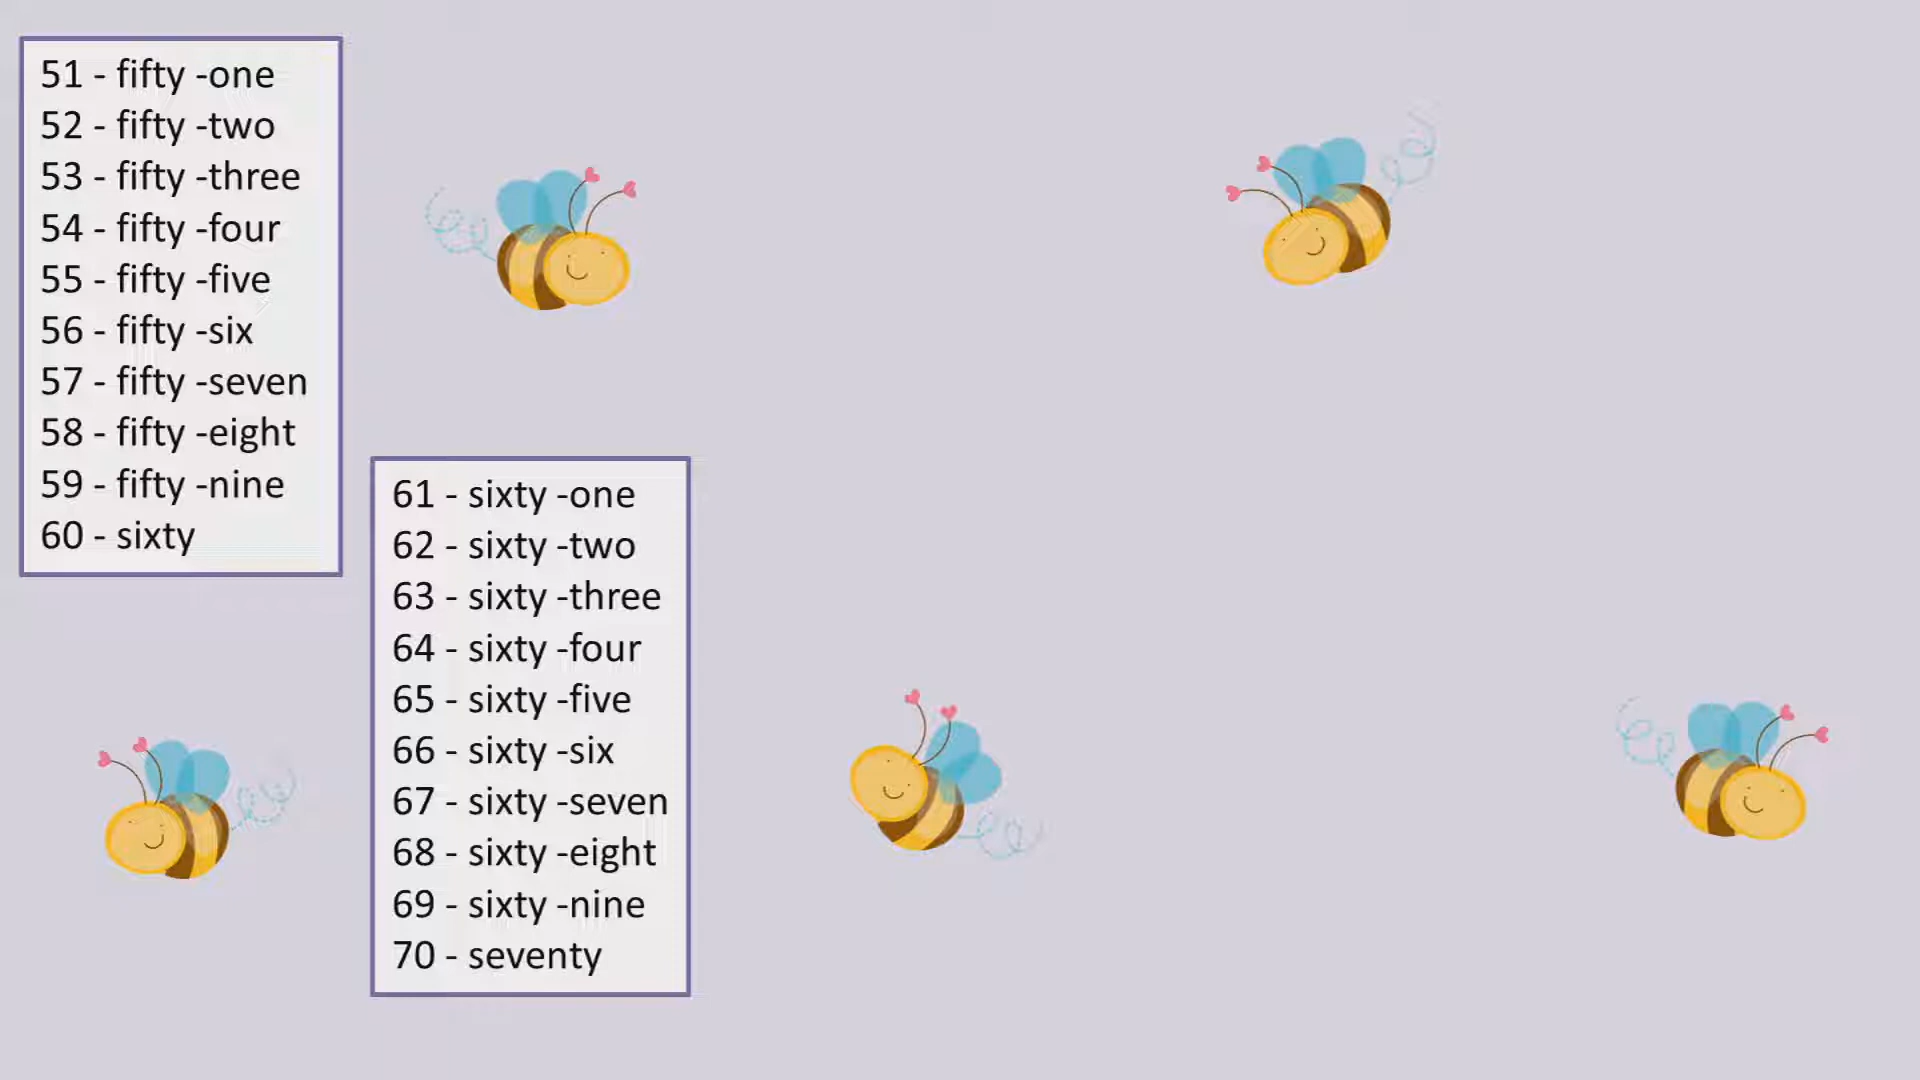 51 - fifty -one
52 - fifty -two
53 - fifty -three
54 - fifty -four
55 - fifty -five
56 - fifty -six
57 - fifty -seven
58 - fifty -eight
59 - fifty -nine
60 - sixty
61 - sixty -one
62 - sixty -two
63 - sixty -three
64 - sixty -four
65 - sixty -five
66 - sixty -six
67 - sixty -seven
68 - sixty -eight
69 - sixty -nine
70 - seventy